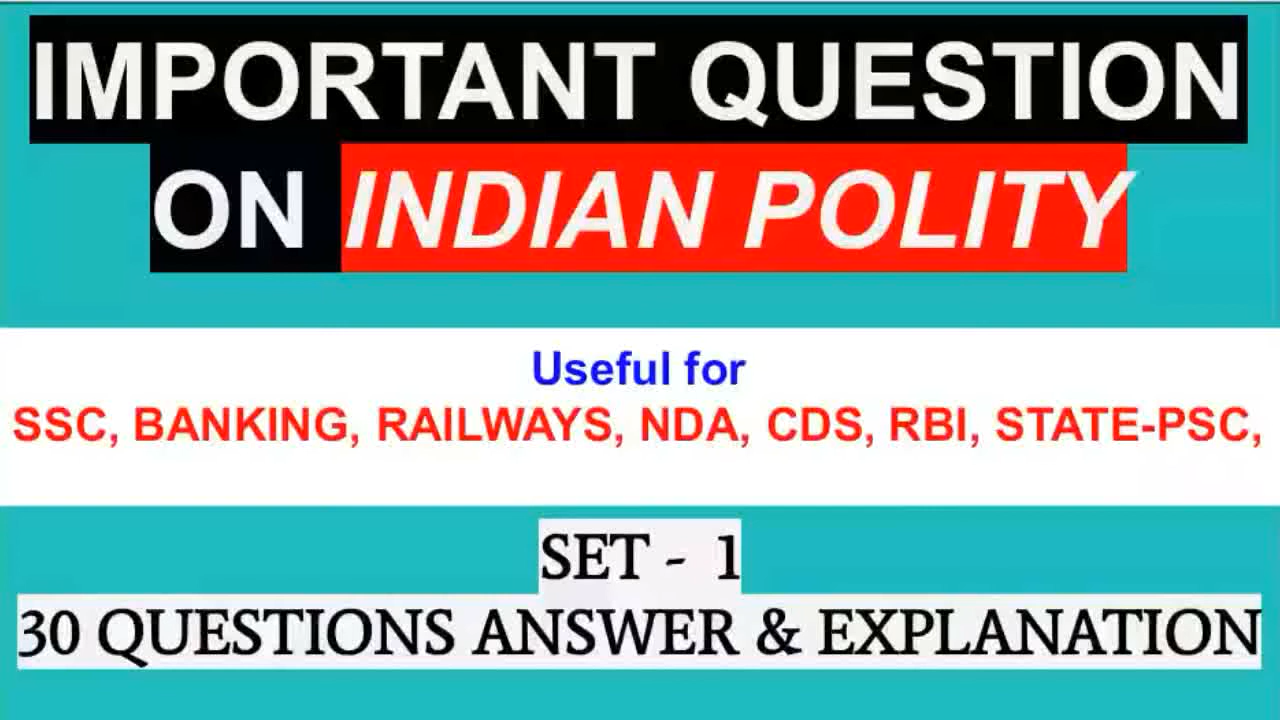 IMPORTANT QUESTION
ON INDIAN POLITY
Useful for
SSC, BANKING, RAILWAYS, NDA, CDS, RBI, STATE-PSC,
SET - 1
30 QUESTIONS ANSWER & EXPLANATION